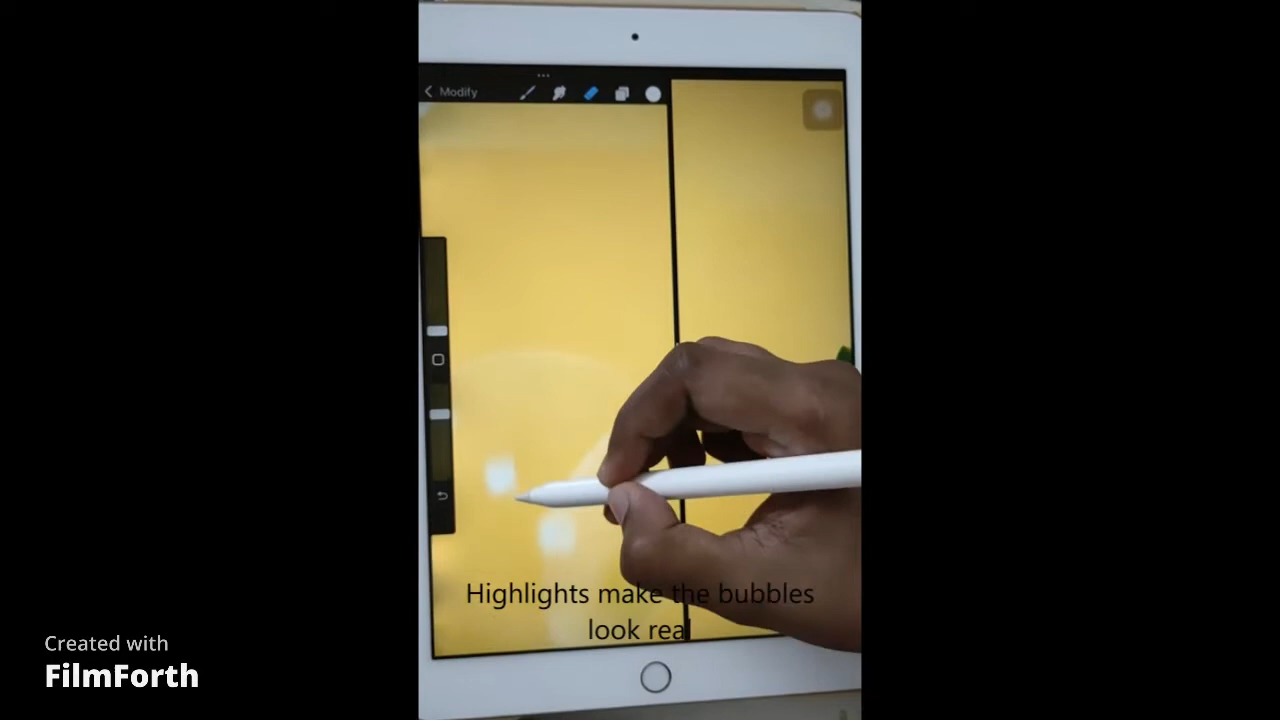 Modify
Highlights make the bubbles
look real
Created with
FilmForth